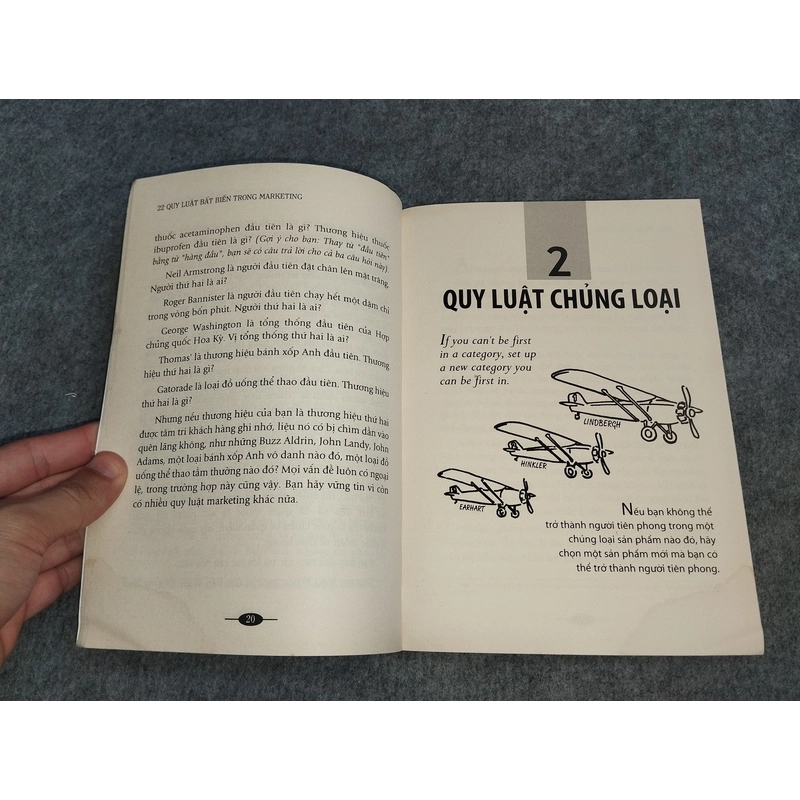 22 QUY LUẬT BẤT BIẾN TRONG MARKETING
thuốc acetaminophen đầu tiên là gì? Thương hiệu thuốc
ibuprofen đầu tiên là gì? (Gợi ý cho bạn: Thay từ "đầu tiên"
bằng từ "hàng đầu", bạn sẽ có câu trả lời cho cả ba câu hỏi này).
Neil Armstrong là người đầu tiên đặt chân lên mặt trăng.
Người thứ hai là ai?
Roger Bannister là người đầu tiên chạy hết một dặm chỉ
trong vòng bốn phút. Người thứ hai là ai?
George Washington là tổng thống đầu tiên của Hợp
chủng quốc Hoa Kỳ. Vị tổng thống thứ hai là ai?
Thomas' là thương hiệu bánh xốp Anh đầu tiên. Thương
hiệu thứ hai là gì?
Gatorade là loại đồ uống thể thao đầu tiên. Thương hiệu
thứ hai là gì?
Nhưng nếu thương hiệu của bạn là thương hiệu thứ hai
được tâm trí khách hàng ghi nhớ, liệu nó có bị chìm dần vào
quên lãng không, như những Buzz Aldrin, John Landy, John
Adams, một loại bánh xốp Anh vô danh nào đó, một loại đồ
uống thể thao tầm thường nào đó? Mọi vấn đề luôn có ngoại
lệ, trong trường hợp này cũng vậy. Bạn hãy vững tin vì còn
có nhiều quy luật marketing khác nữa.
20
2
QUY LUẬT CHỦNG LOẠI
If you can't be first
in a category, set up
a new category you
can be first in.
LINDBERGH
HINKLER
EARHART
Nếu bạn không thể
trở thành người tiên phong trong một
chủng loại sản phẩm nào đó, hãy
chọn một sản phẩm mới mà bạn có
thể trở thành người tiên phong.